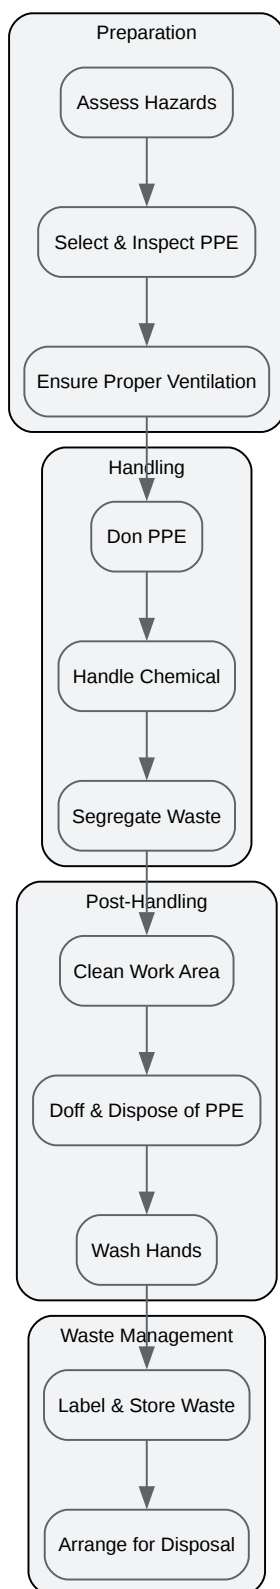 Preparation
Assess Hazards
Select & Inspect PPE
Ensure Proper Ventilation
Handling
Don PPE
Handle Chemical
Segregate Waste
Post-Handling
Clean Work Area
Doff & Dispose of PPE
Wash Hands
Waste Management
Label & Store Waste
Arrange for Disposal